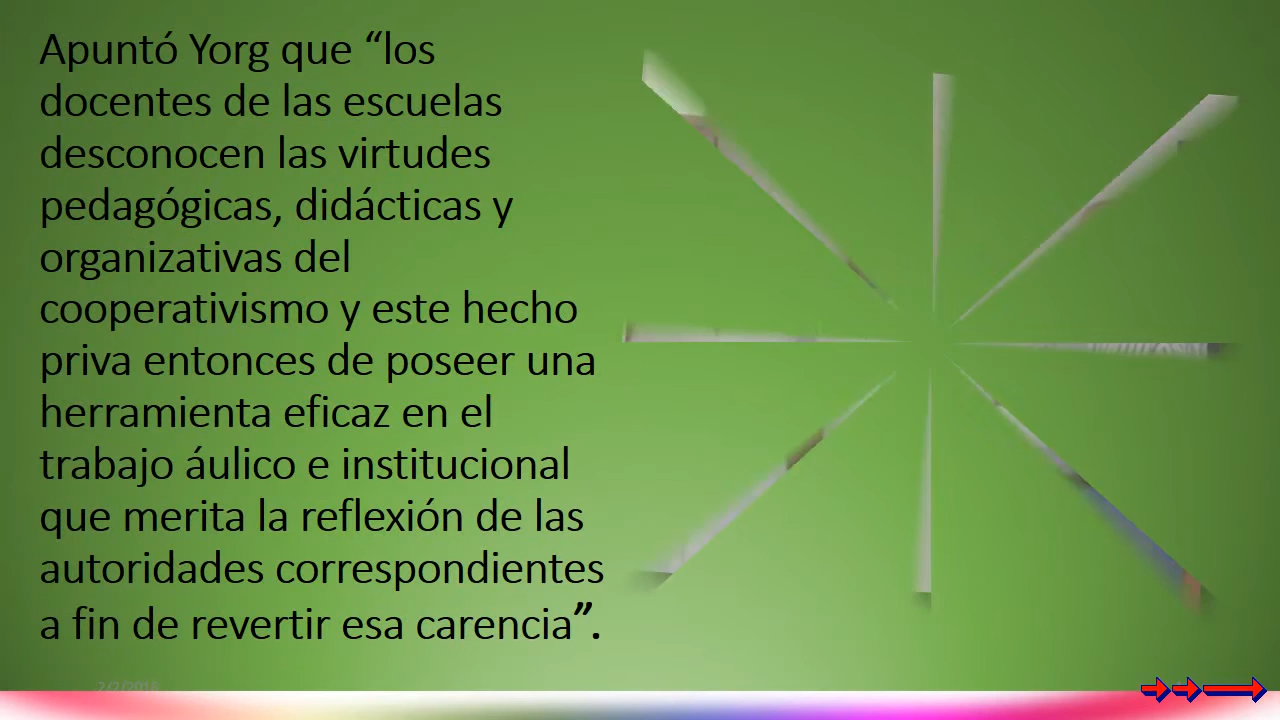 Apuntó Yorg que “los
docentes de las escuelas
desconocen las virtudes
pedagógicas, didácticas y
organizativas del
cooperativismo y este hecho
priva entonces de poseer una
herramienta eficaz en el
trabajo áulico e institucional
que merita la reflexión de las
autoridades correspondientes
a fin de revertir esa carencia”.